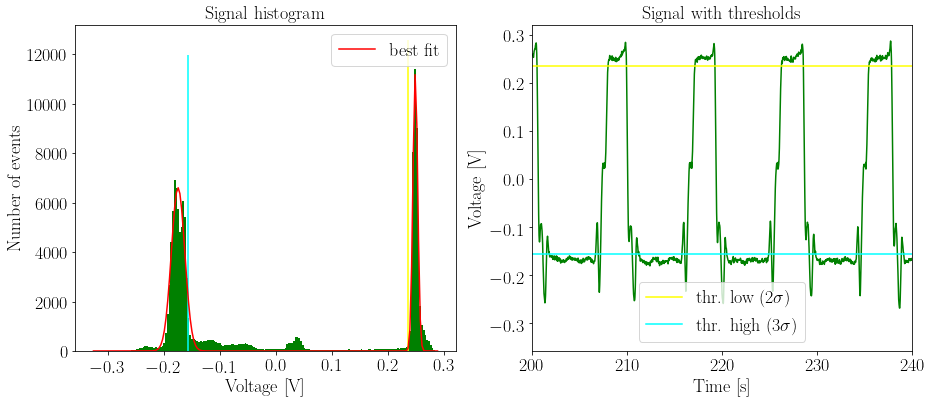 Signal histogram
best fit
12000
10000
8000
6000
4000
2000
0
Number of events
−0.3
−0.2
−0.1
0.0
0.1
0.2
0.3
Voltage [V]
Signal with thresholds
0.3
0.2
0.1
0.0
−0.1
−0.2
−0.3
Voltage [V]
thr. low (2σ)
thr. high (3σ)
200
210
220
230
240
Time [s]